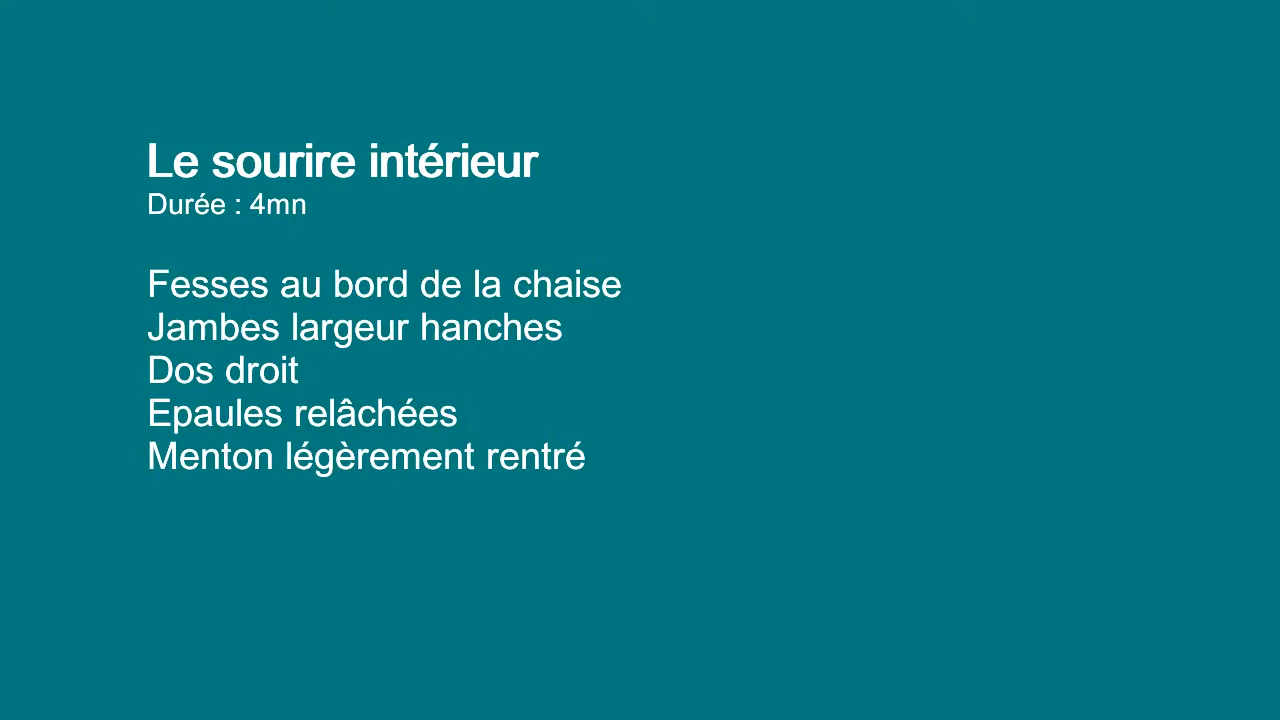 Le sourire intérieur
Durée : 4mn
Fesses au bord de la chaise
Jambes largeur hanches
Dos droit
Epaules relâchées
Menton légèrement rentré